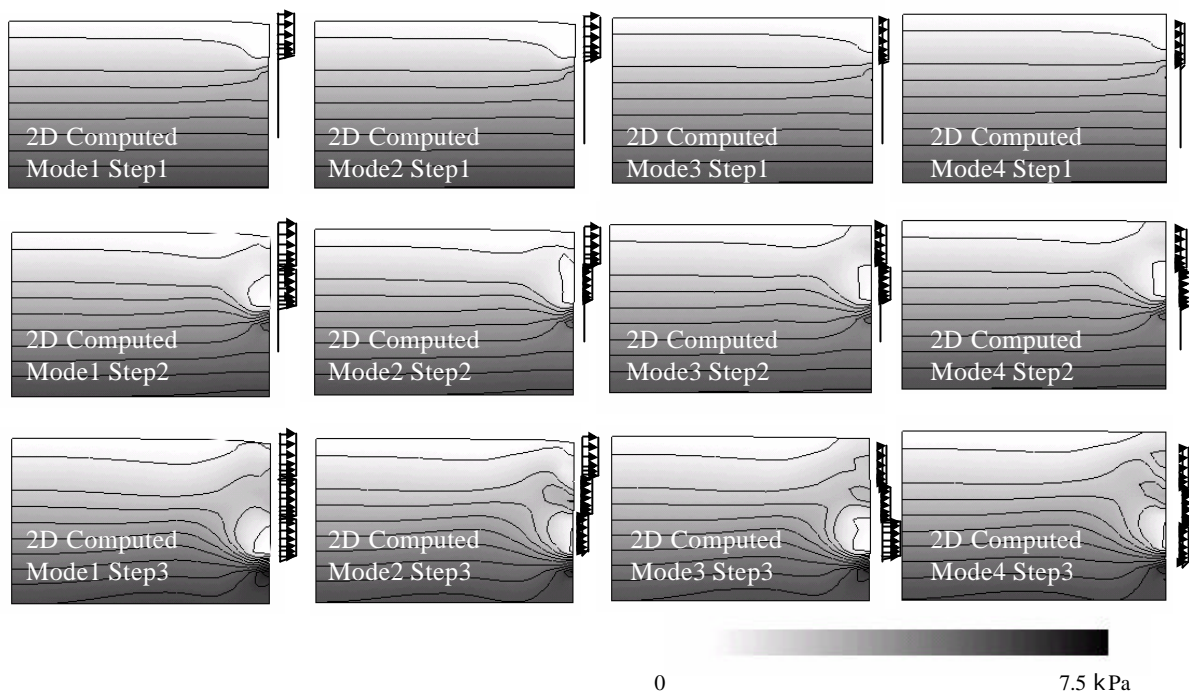 2D Computed
Mode1 Step1
2D Computed
Mode2 Step1
2D Computed
Mode3 Step1
2D Computed
Mode4 Step1
2D Computed
Mode1 Step2
2D Computed
Mode2 Step2
2D Computed
Mode3 Step2
2D Computed
Mode4 Step2
2D Computed
Mode1 Step3
2D Computed
Mode2 Step3
2D Computed
Mode3 Step3
2D Computed
Mode4 Step3
0
7.5 kPa